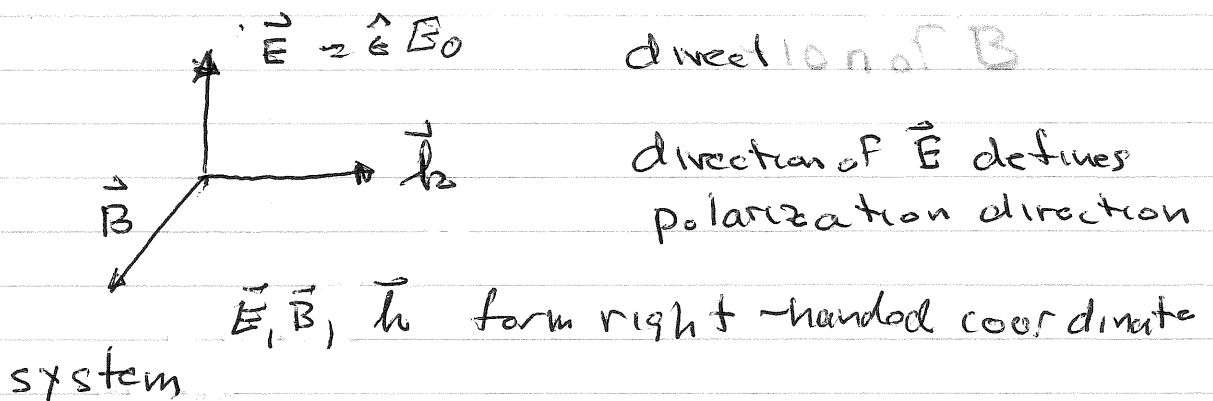 E⃗ = ε̂ E₀
direction of B
direction of E⃗ defines
polarization direction
k⃗
B⃗
E⃗, B⃗, k⃗ form right-handed coordinate
system